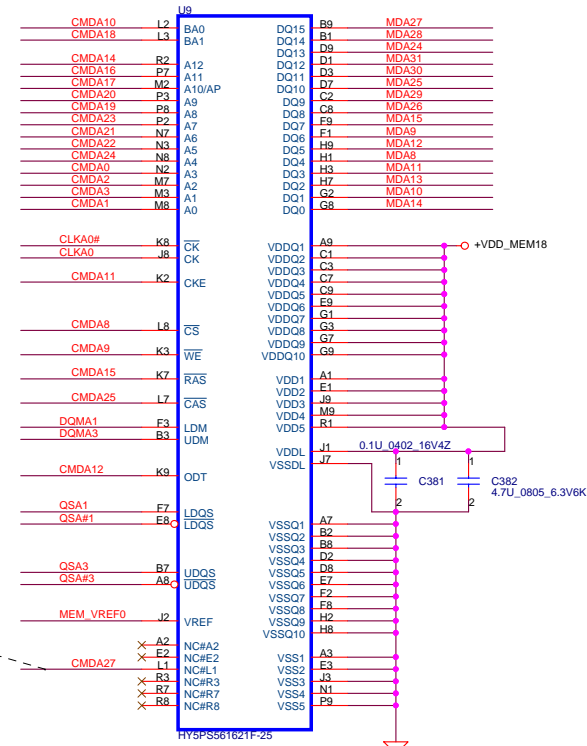 U9
CMDA10 L2 BA0 DQ15 B9 MDA27
CMDA18 L3 BA1 DQ14 B1 MDA28
DQ13 D9 MDA24
CMDA14 R2 A12 DQ12 D1 MDA31
CMDA16 P7 A11 DQ11 D3 MDA30
CMDA17 M2 A10/AP DQ10 D7 MDA25
CMDA20 P3 A9 DQ9 C2 MDA29
CMDA19 P8 A8 DQ8 C8 MDA26
CMDA23 P2 A7 DQ7 F9 MDA15
CMDA21 N7 A6 DQ6 F1 MDA9
CMDA22 N3 A5 DQ5 H9 MDA12
CMDA24 N8 A4 DQ4 H1 MDA8
CMDA0 N2 A3 DQ3 H3 MDA11
CMDA2 M7 A2 DQ2 H7 MDA13
CMDA3 M3 A1 DQ1 G2 MDA10
CMDA1 M8 A0 DQ0 G8 MDA14
CLKA0# K8 CK VDDQ1 A9 +VDD_MEM18
CLKA0 J8 CK VDDQ2 C1
VDDQ3 C3
CMDA11 K2 CKE VDDQ4 C7
VDDQ5 C9
VDDQ6 E9
VDDQ7 G1
CMDA8 L8 CS VDDQ8 G3
VDDQ9 G7
CMDA9 K3 WE VDDQ10 G9
CMDA15 K7 RAS VDD1 A1
VDD2 E1
CMDA25 L7 CAS VDD3 J9
VDD4 M9
DQMA1 F3 LDM VDD5 R1
DQMA3 B3 UDM
VDDL J1 0.1U_0402_16V4Z
VSSDL J7 1 1
CMDA12 K9 ODT C381 C382
4.7U_0805_6.3V6K
2 2
QSA1 F7 LDQS
QSA#1 E8 LDQS VSSQ1 A7
VSSQ2 B2
VSSQ3 B8
VSSQ4 D2
QSA3 B7 UDQS VSSQ5 D8
QSA#3 A8 UDQS VSSQ6 E7
VSSQ7 F2
VSSQ8 F8
MEM_VREF0 J2 VREF VSSQ9 H2
VSSQ10 H8
A2 NC#A2
E2 NC#E2 VSS1 A3
CMDA27 L1 NC#L1 VSS2 E3
R3 NC#R3 VSS3 J3
R7 NC#R7 VSS4 N1
R8 NC#R8 VSS5 P9
HY5PS561621F-25